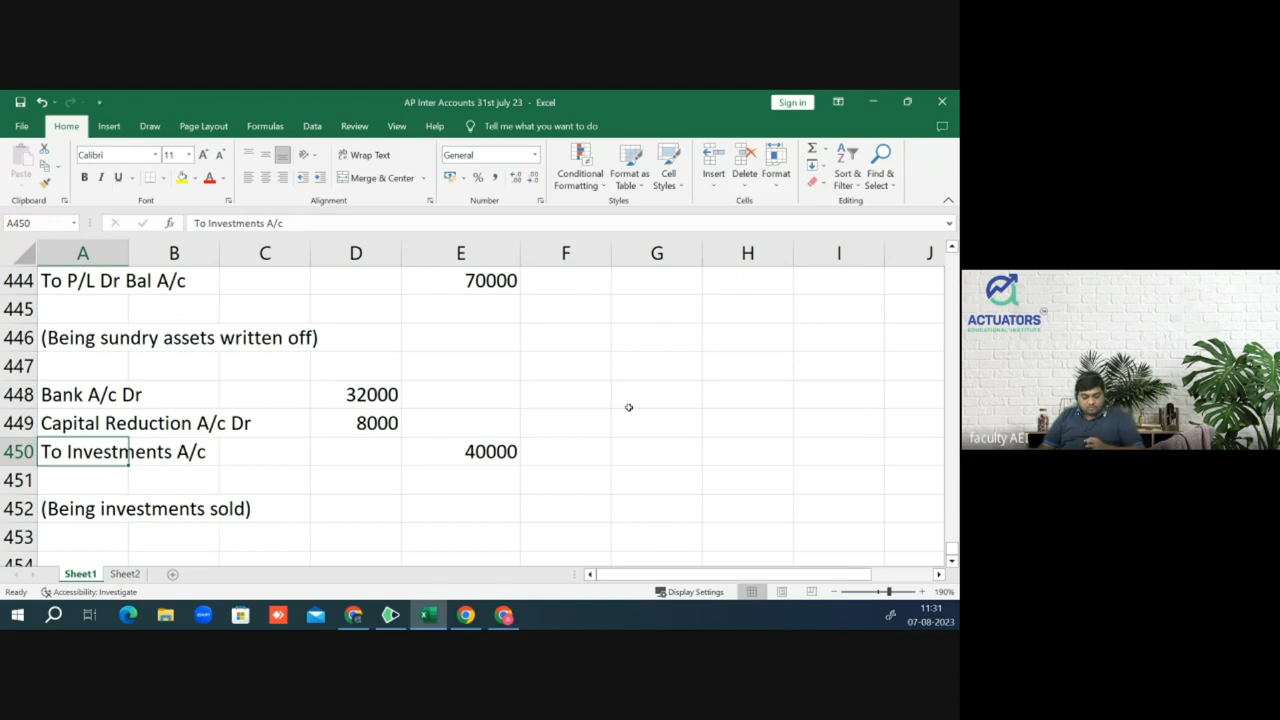 AP Inter Accounts 31st july 23 - Excel
Sign in
File Home Insert Draw Page Layout Formulas Data Review View Help Tell me what you want to do
Paste
Calibri 11
Wrap Text
General
B I U
Merge & Center
Conditional Formatting
Format as Table
Cell Styles
Insert Delete Format
Sort & Filter
Find & Select
Clipboard Font Alignment Number Styles Cells Editing
A450 fx To Investments A/c
A B C D E F G H I J
444 To P/L Dr Bal A/c 70000
445
446 (Being sundry assets written off)
447
448 Bank A/c Dr 32000
449 Capital Reduction A/c Dr 8000
450 To Investments A/c 40000
451
452 (Being investments sold)
453
454
Sheet1 Sheet2
Ready Accessibility: Investigate Display Settings 190%
11:31
07-08-2023
ACTUATORS
EDUCATIONAL INSTITUTE
faculty AEI